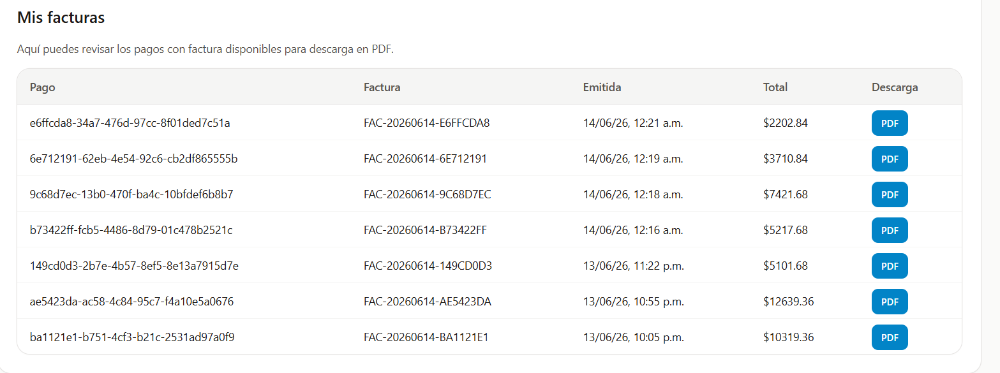 Mis facturas
Aquí puedes revisar los pagos con factura disponibles para descarga en PDF.
Pago Factura Emitida Total Descarga
e6ffcda8-34a7-476d-97cc-8f01ded7c51a FAC-20260614-E6FFCDA8 14/06/26, 12:21 a.m. $2202.84 PDF
6e712191-62eb-4e54-92c6-cb2df865555b FAC-20260614-6E712191 14/06/26, 12:19 a.m. $3710.84 PDF
9c68d7ec-13b0-470f-ba4c-10bfdef6b8b7 FAC-20260614-9C68D7EC 14/06/26, 12:18 a.m. $7421.68 PDF
b73422ff-fcb5-4486-8d79-01c478b2521c FAC-20260614-B73422FF 14/06/26, 12:16 a.m. $5217.68 PDF
149cd0d3-2b7e-4b57-8ef5-8e13a7915d7e FAC-20260614-149CD0D3 13/06/26, 11:22 p.m. $5101.68 PDF
ae5423da-ac58-4c84-95c7-f4a10e5a0676 FAC-20260614-AE5423DA 13/06/26, 10:55 p.m. $12639.36 PDF
ba1121e1-b751-4cf3-b21c-2531ad97a0f9 FAC-20260614-BA1121E1 13/06/26, 10:05 p.m. $10319.36 PDF